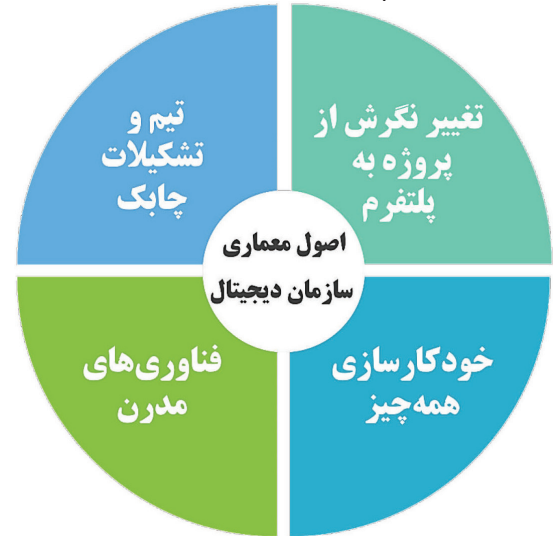 تغییر نگرش از
پروژه به
پلتفرم
تیم و
تشکیلات
چابک
اصول معماری
سازمان دیجیتال
خودکارسازی
همه‌چیز
فناوری‌های
مدرن